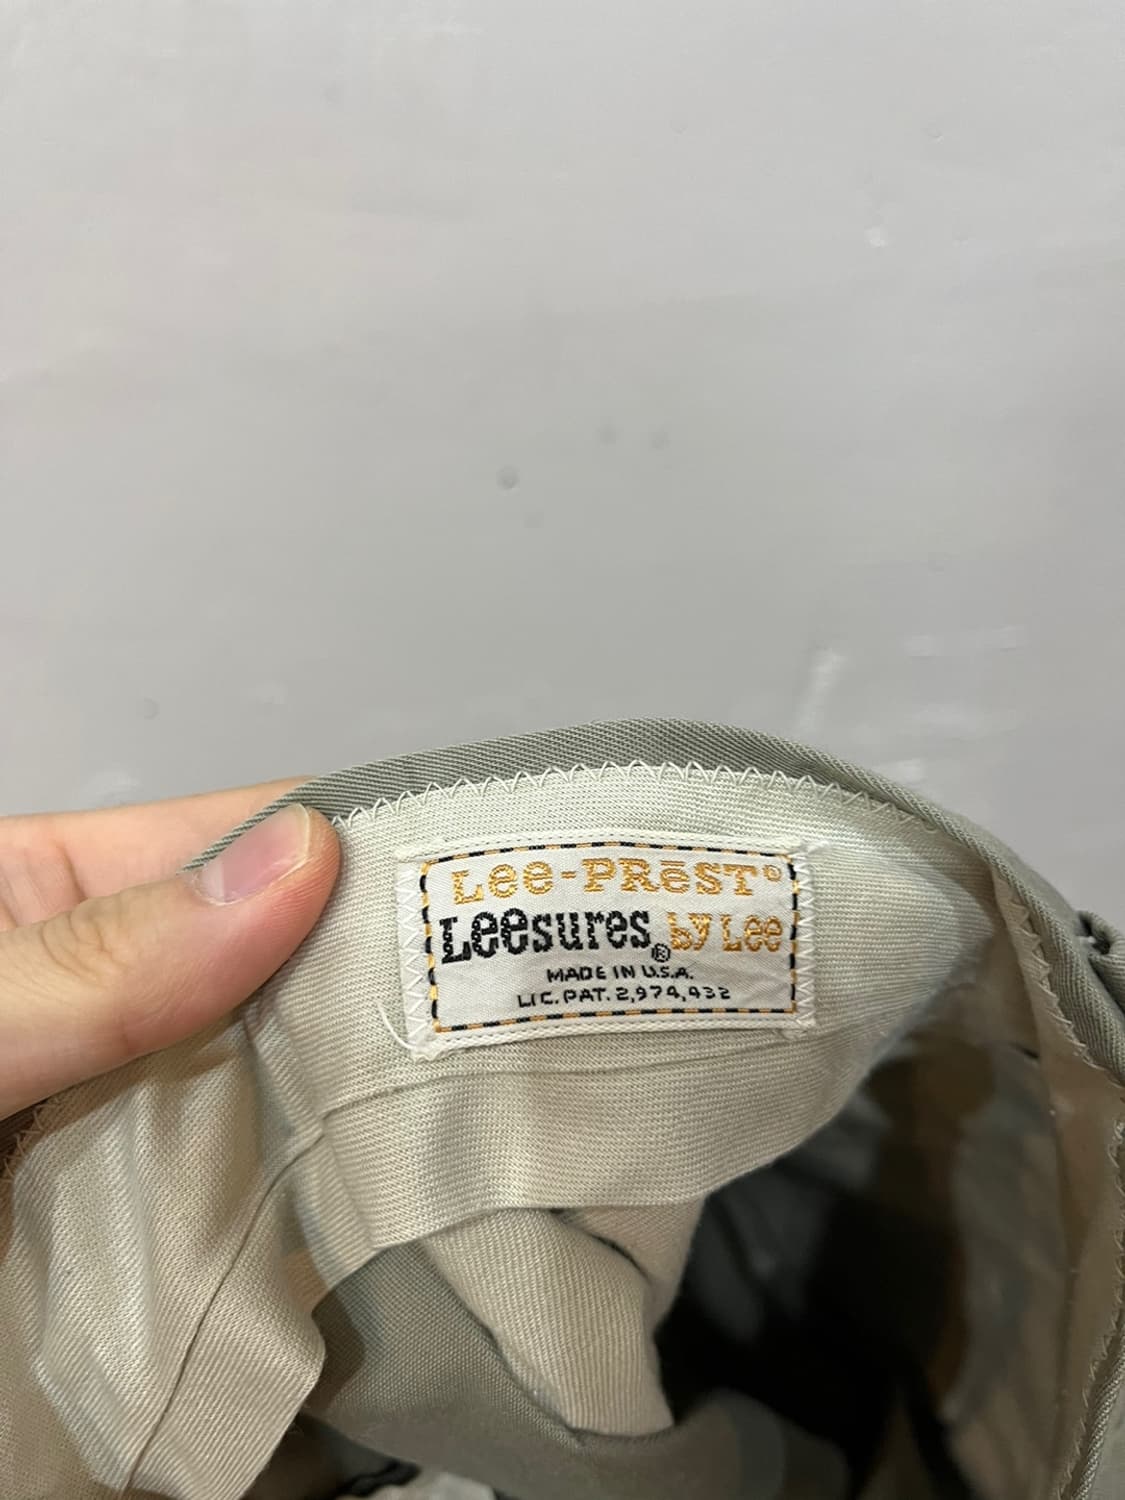 Lee-PRēST®
Leesures® by Lee
MADE IN U.S.A.
LIC. PAT. 2,974,432